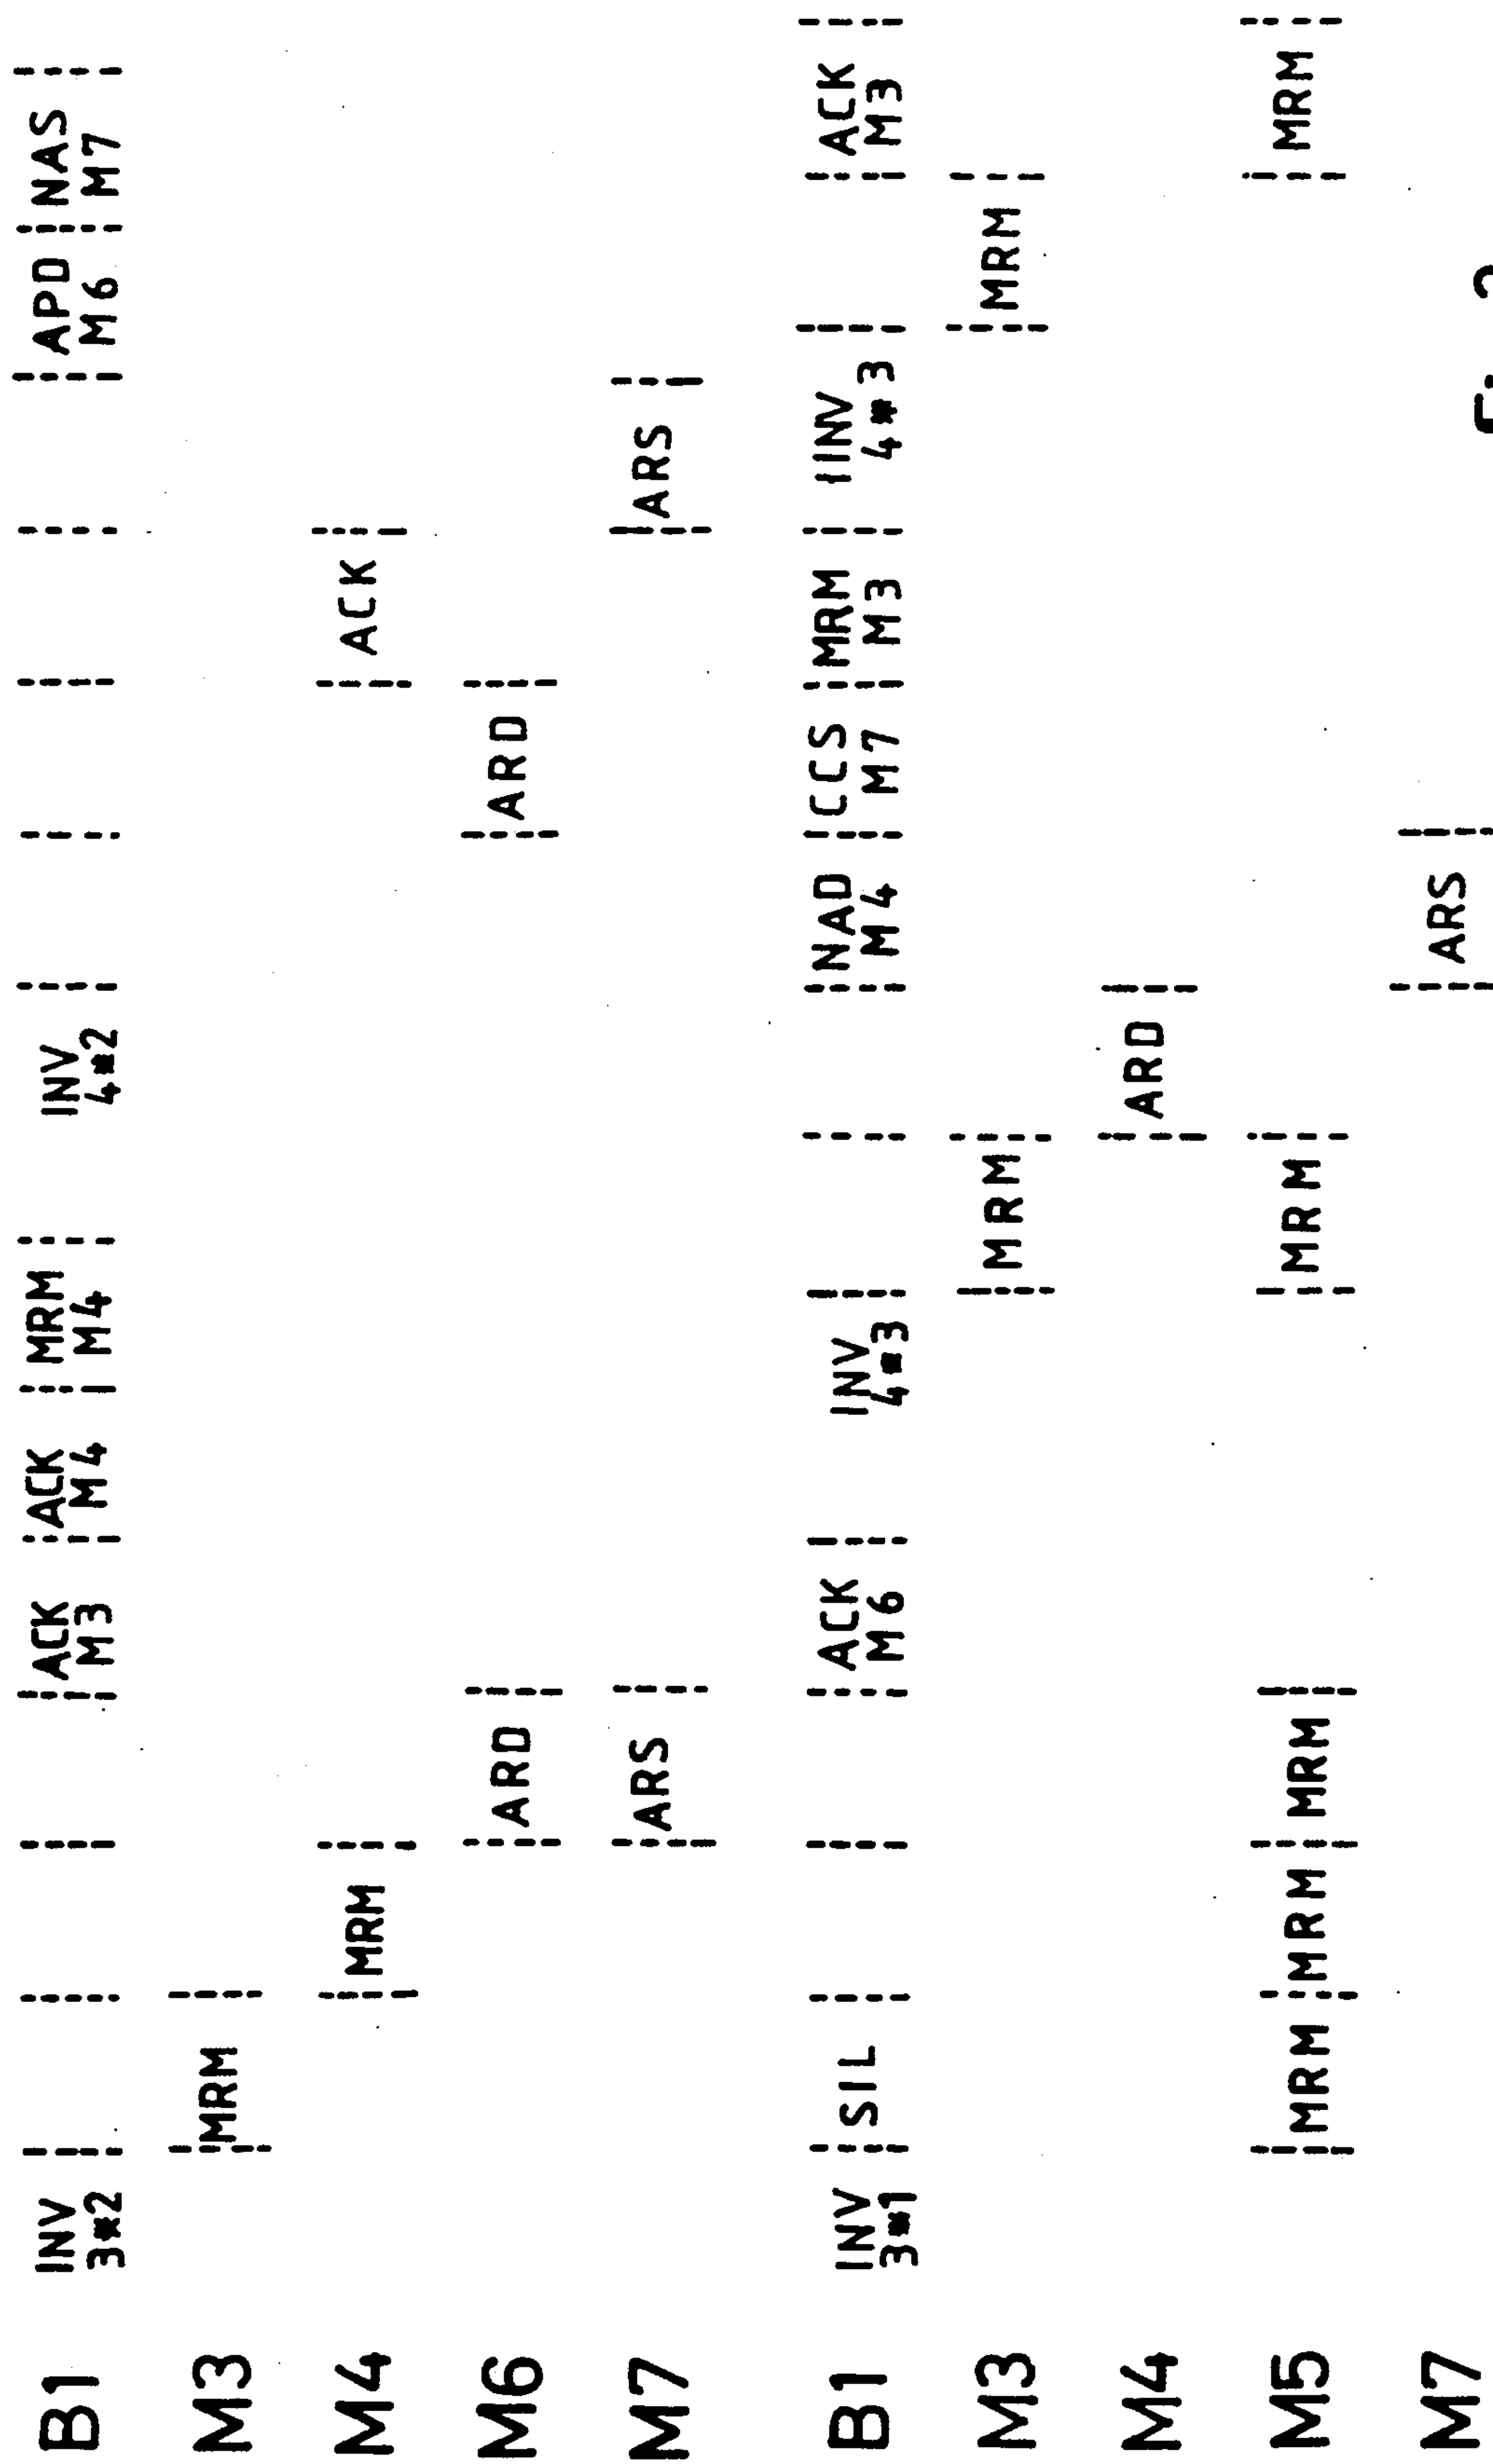 B1 INV ACK ACK MRM INV APD NAS
3*2 M3 M4 M4 4*2 M6 M7
M3 MRM
M4 MRM ACK
M6 ARD ARD
M7 ARS ARS
B1 INV SIL ACK INV NAD CCS MRM IINV ACK
3*1 M6 4*3 M4 M7 M3 4*3 M3
M3 MRM MRM
M4 ARD
M5 MRM MRM MRM MRM MRM
M7 ARS